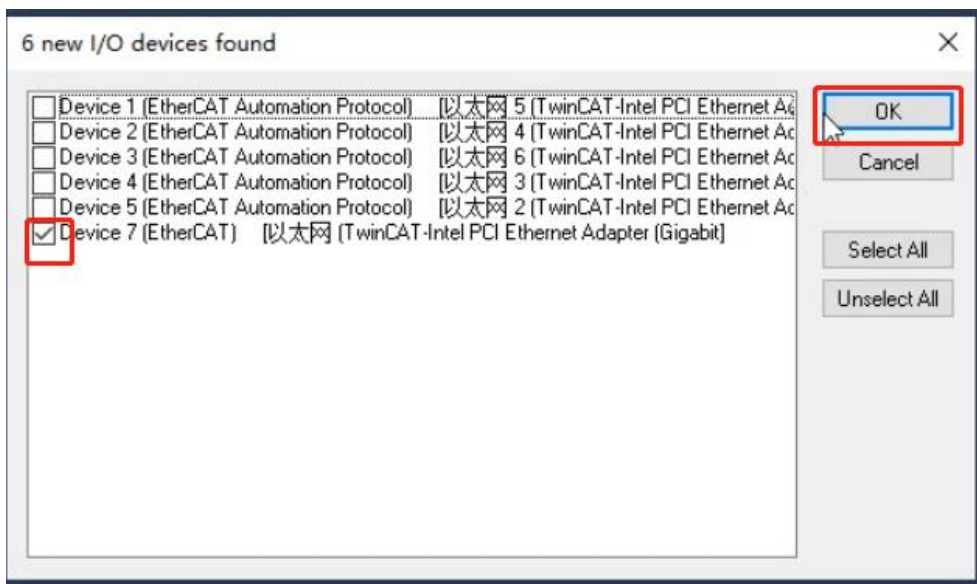 6 new I/O devices found
Device 1 (EtherCAT Automation Protocol) [以太网 5 (TwinCAT-Intel PCI Ethernet Ac
Device 2 (EtherCAT Automation Protocol) [以太网 4 (TwinCAT-Intel PCI Ethernet Ac
Device 3 (EtherCAT Automation Protocol) [以太网 6 (TwinCAT-Intel PCI Ethernet Ac
Device 4 (EtherCAT Automation Protocol) [以太网 3 (TwinCAT-Intel PCI Ethernet Ac
Device 5 (EtherCAT Automation Protocol) [以太网 2 (TwinCAT-Intel PCI Ethernet Ac
Device 7 (EtherCAT) [以太网 (TwinCAT-Intel PCI Ethernet Adapter (Gigabit]
OK
Cancel
Select All
Unselect All